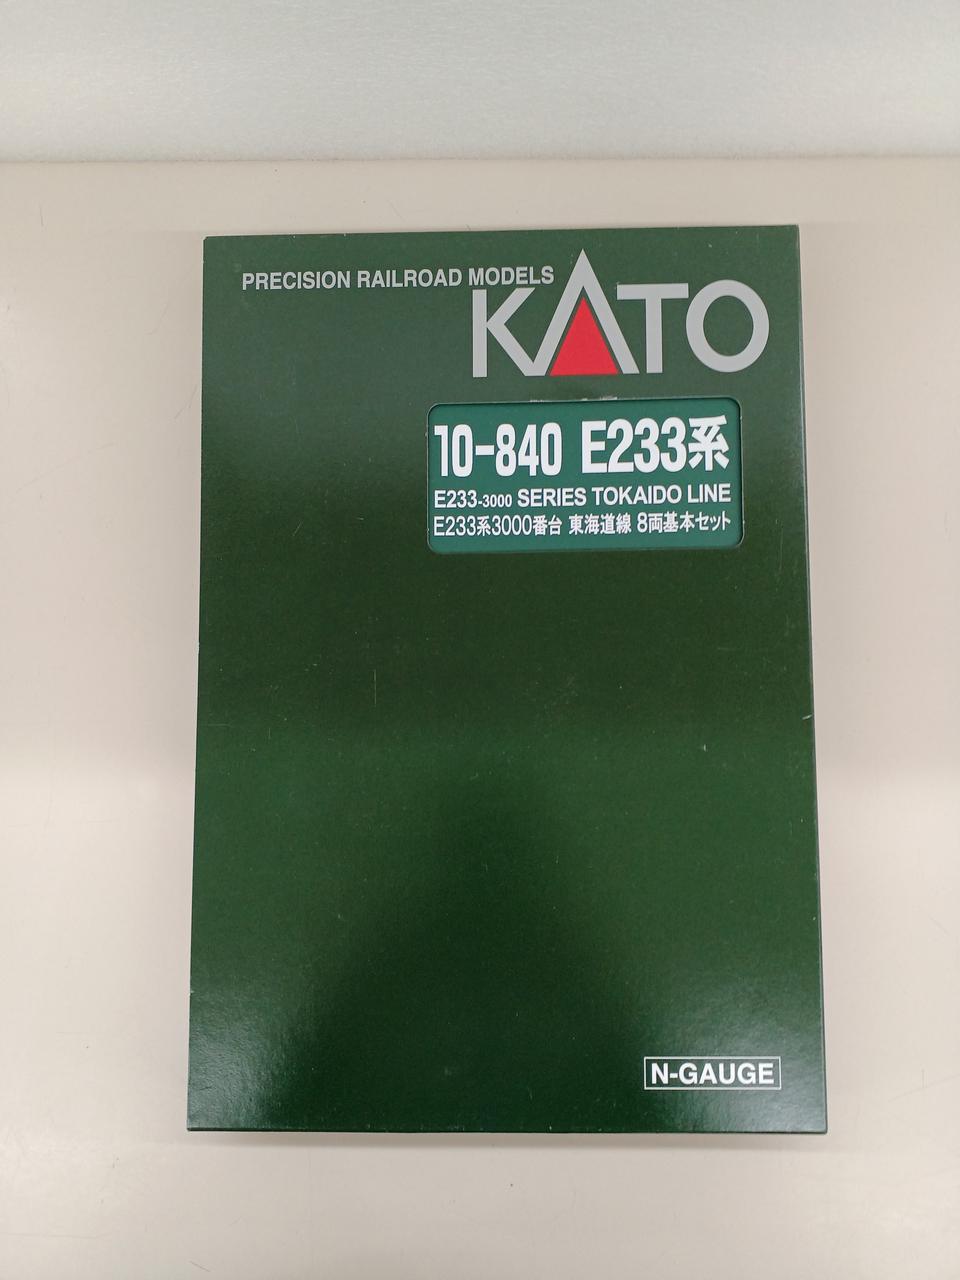 PRECISION RAILROAD MODELS
KATO
10-840 E233系
E233-3000 SERIES TOKAIDO LINE
E233系3000番台 東海道線 8両基本セット
N-GAUGE